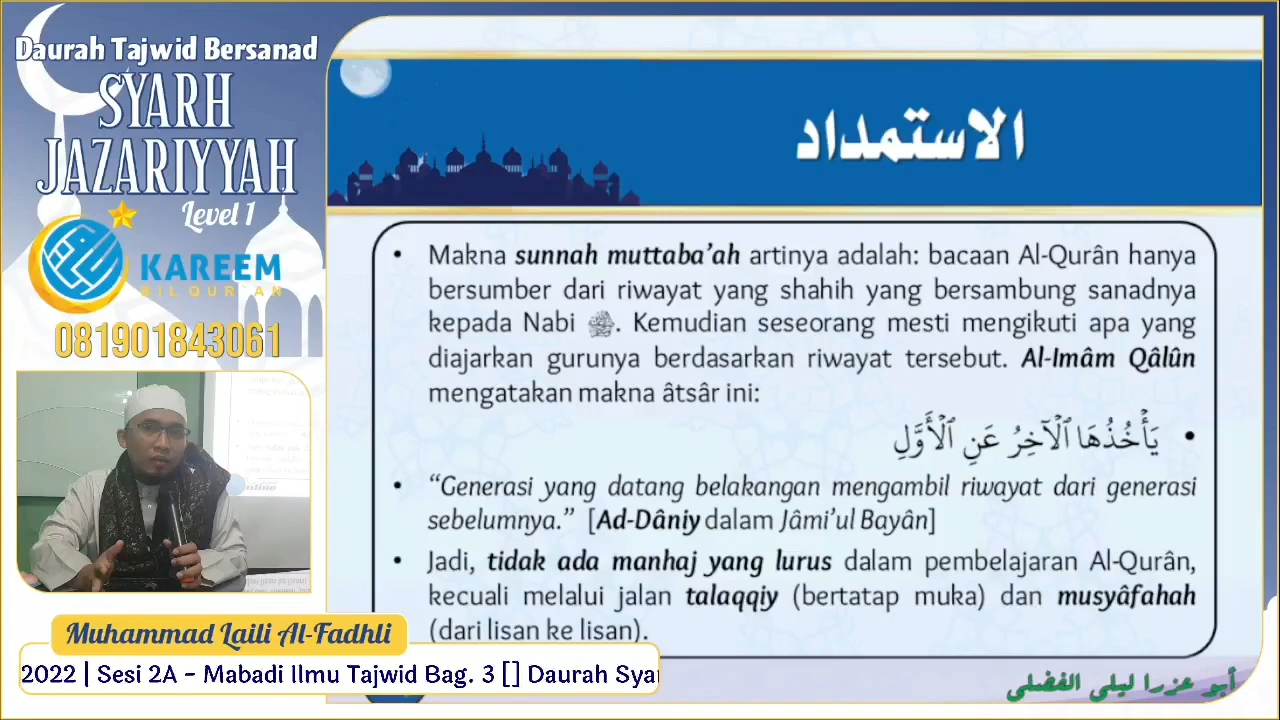 Daurah Tajwid Bersanad
SYARH
JAZARIYYAH
Level 1
KAREEM
BIL QUR`AN
081901843061
الاستمداد
• Makna sunnah muttaba’ah artinya adalah: bacaan Al-Qurân hanya
bersumber dari riwayat yang shahih yang bersambung sanadnya
kepada Nabi ﷺ. Kemudian seseorang mesti mengikuti apa yang
diajarkan gurunya berdasarkan riwayat tersebut. Al-Imâm Qâlûn
mengatakan makna âtsâr ini:
• يَأْخُذُهَا ٱلْآخِرُ عَنِ ٱلْأَوَّلِ
• “Generasi yang datang belakangan mengambil riwayat dari generasi
sebelumnya.” [Ad-Dâniy dalam Jâmi’ul Bayân]
• Jadi, tidak ada manhaj yang lurus dalam pembelajaran Al-Qurân,
kecuali melalui jalan talaqqiy (bertatap muka) dan musyâfahah
(dari lisan ke lisan).
Muhammad Laili Al-Fadhli
2022 | Sesi 2A - Mabadi Ilmu Tajwid Bag. 3 [] Daurah Sya
أبو عزرا ليلى الفضلي